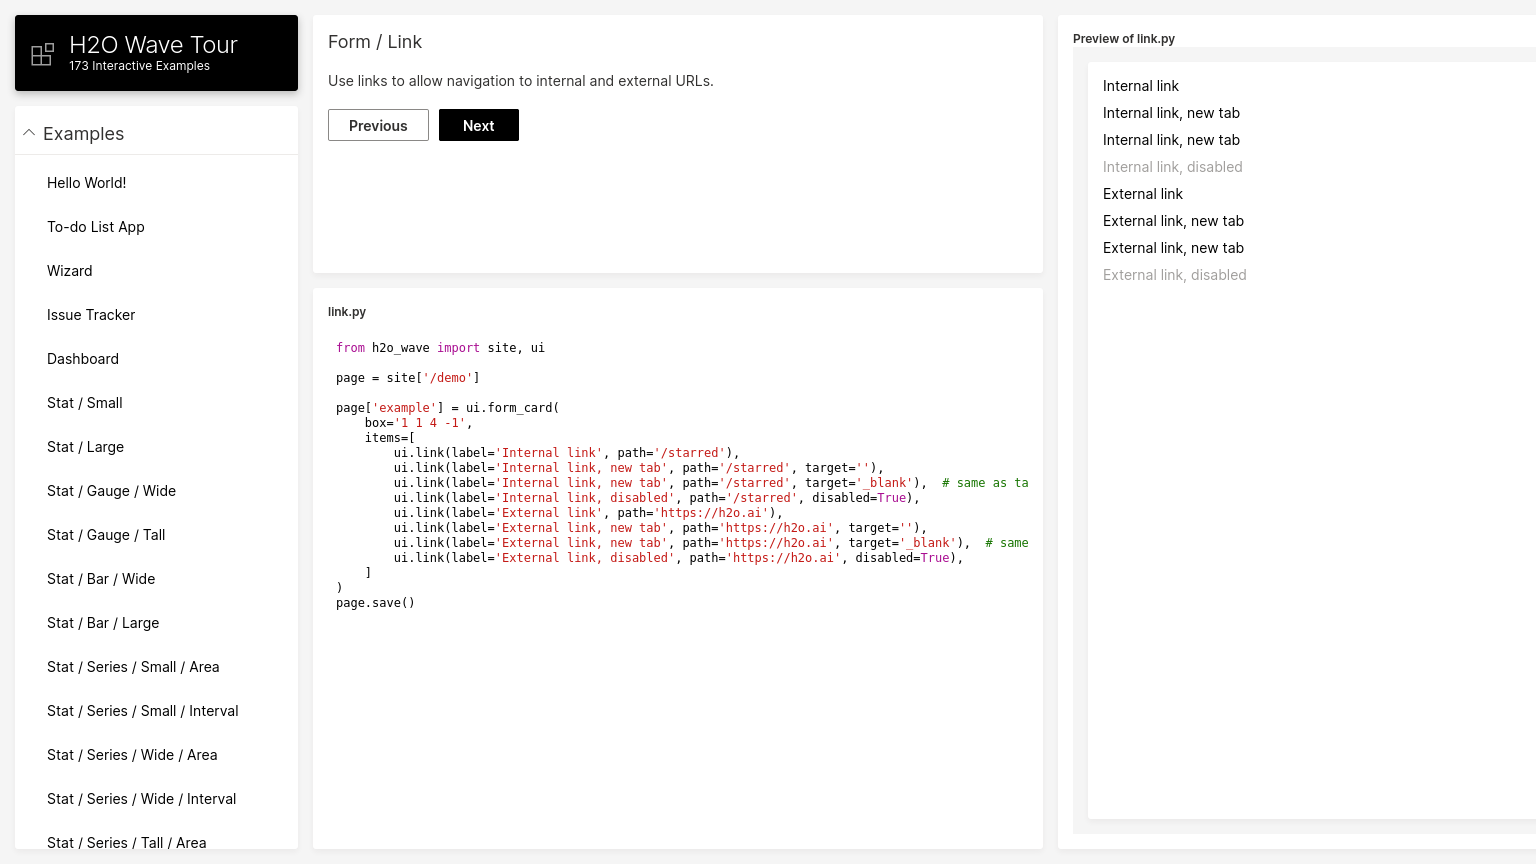 H2O Wave Tour
173 Interactive Examples
Examples
Hello World!
To-do List App
Wizard
Issue Tracker
Dashboard
Stat / Small
Stat / Large
Stat / Gauge / Wide
Stat / Gauge / Tall
Stat / Bar / Wide
Stat / Bar / Large
Stat / Series / Small / Area
Stat / Series / Small / Interval
Stat / Series / Wide / Area
Stat / Series / Wide / Interval
Stat / Series / Tall / Area
Form / Link
Use links to allow navigation to internal and external URLs.
Previous
Next
link.py
from h2o_wave import site, ui
page = site['/demo']
page['example'] = ui.form_card(
    box='1 1 4 -1',
    items=[
        ui.link(label='Internal link', path='/starred'),
        ui.link(label='Internal link, new tab', path='/starred', target=''),
        ui.link(label='Internal link, new tab', path='/starred', target='_blank'),  # same as ta
        ui.link(label='Internal link, disabled', path='/starred', disabled=True),
        ui.link(label='External link', path='https://h2o.ai'),
        ui.link(label='External link, new tab', path='https://h2o.ai', target=''),
        ui.link(label='External link, new tab', path='https://h2o.ai', target='_blank'),  # same
        ui.link(label='External link, disabled', path='https://h2o.ai', disabled=True),
    ]
)
page.save()
Preview of link.py
Internal link
Internal link, new tab
Internal link, new tab
Internal link, disabled
External link
External link, new tab
External link, new tab
External link, disabled